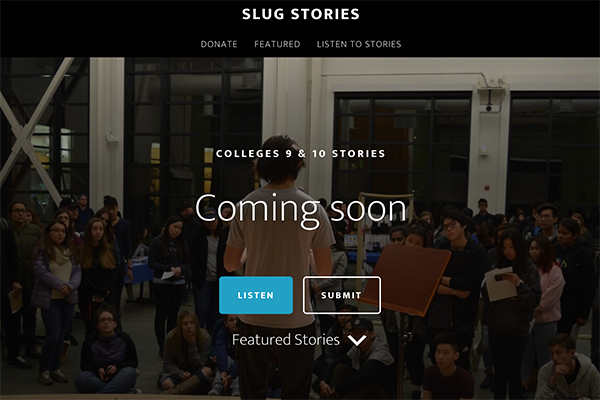 SLUG STORIES
DONATE FEATURED LISTEN TO STORIES
COLLEGES 9 & 10 STORIES
Coming soon
LISTEN SUBMIT
Featured Stories